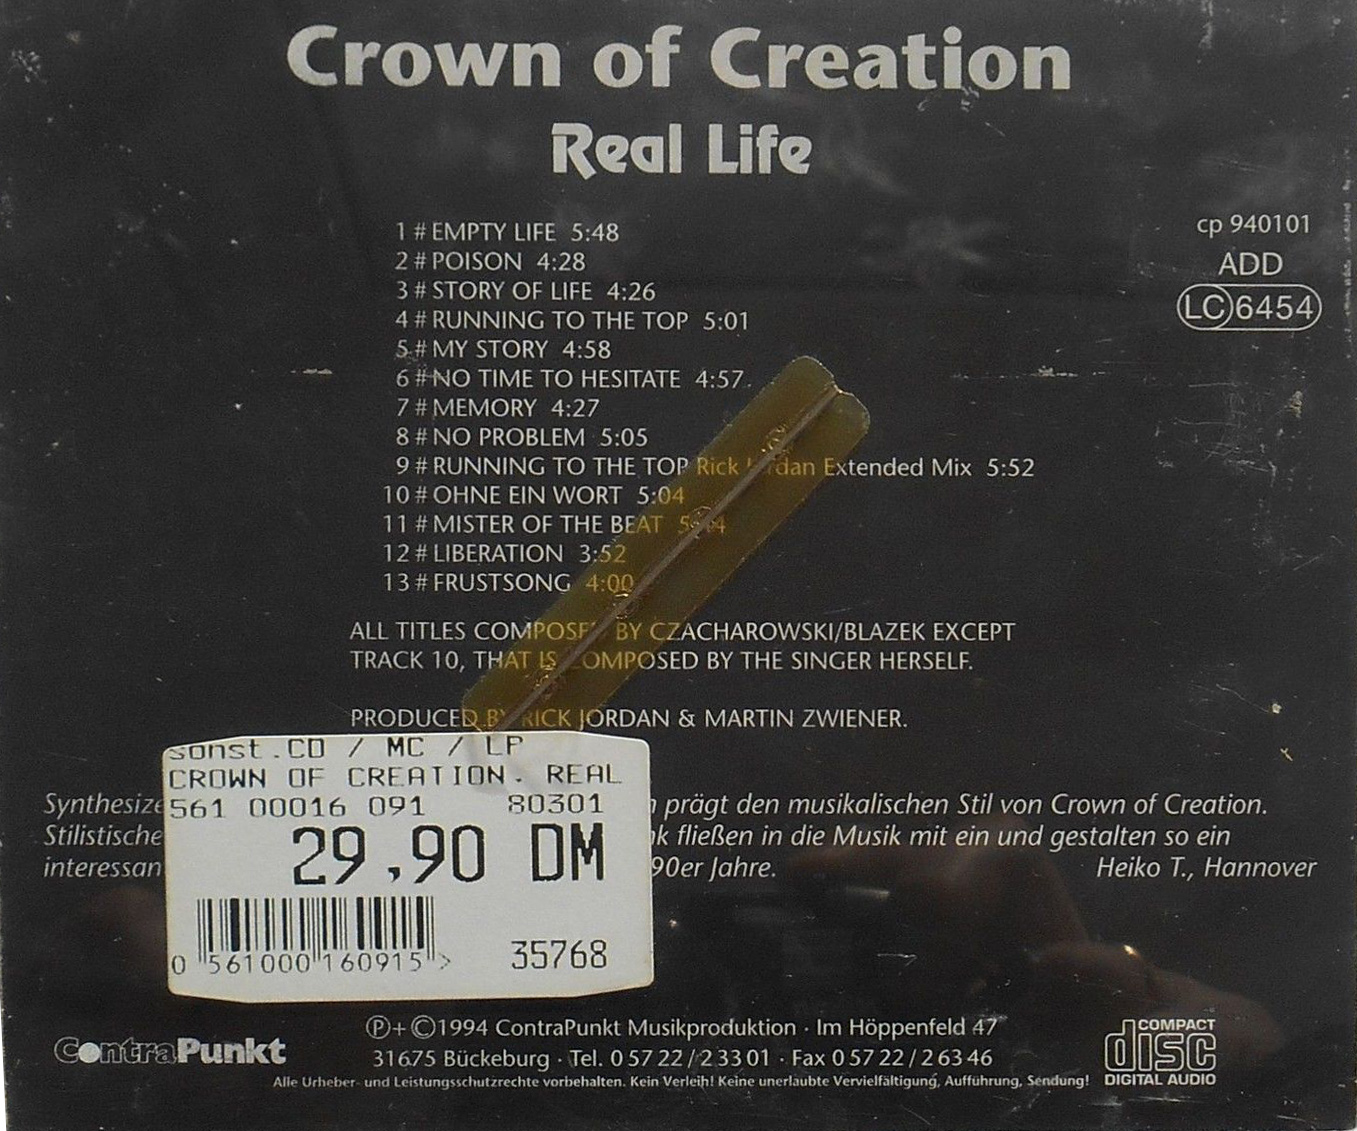 Crown of Creation
Real Life
1 # EMPTY LIFE 5:48
2 # POISON 4:28
3 # STORY OF LIFE 4:26
4 # RUNNING TO THE TOP 5:01
5 # MY STORY 4:58
6 # NO TIME TO HESITATE 4:57
7 # MEMORY 4:27
8 # NO PROBLEM 5:05
9 # RUNNING TO THE TOP Rick Jordan Extended Mix 5:52
10 # OHNE EIN WORT 5:04
11 # MISTER OF THE BEAT
12 # LIBERATION 3:52
13 # FRUSTSONG 4:00
cp 940101
ADD
LC 6454
ALL TITLES COMPOSED BY CZACHAROWSKI/BLAZEK EXCEPT
TRACK 10, THAT IS COMPOSED BY THE SINGER HERSELF.
PRODUCED BY RICK JORDAN & MARTIN ZWIENER.
sonst.CD / MC / LP
CROWN OF CREATION. REAL
561 00016 091 80301
29,90 DM
0 561000 160915 >
35768
prägt den musikalischen Stil von Crown of Creation.
fließen in die Musik mit ein und gestalten so ein
90er Jahre. Heiko T., Hannover
ContraPunkt
℗+©1994 ContraPunkt Musikproduktion · Im Höppenfeld 47
31675 Bückeburg · Tel. 0 57 22 / 2 33 01 · Fax 0 57 22 / 2 63 46
Alle Urheber- und Leistungsschutzrechte vorbehalten. Kein Verleih! Keine unerlaubte Vervielfältigung, Aufführung, Sendung!
COMPACT
disc
DIGITAL AUDIO